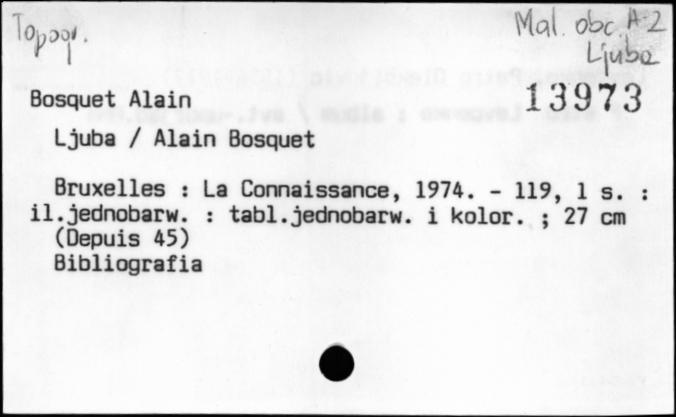 Topogr.
Mal. obc. A-2
Ljuba
13973
Bosquet Alain
Ljuba / Alain Bosquet
Bruxelles : La Connaissance, 1974. - 119, 1 s. :
il.jednobarw. : tabl.jednobarw. i kolor. ; 27 cm
(Depuis 45)
Bibliografia